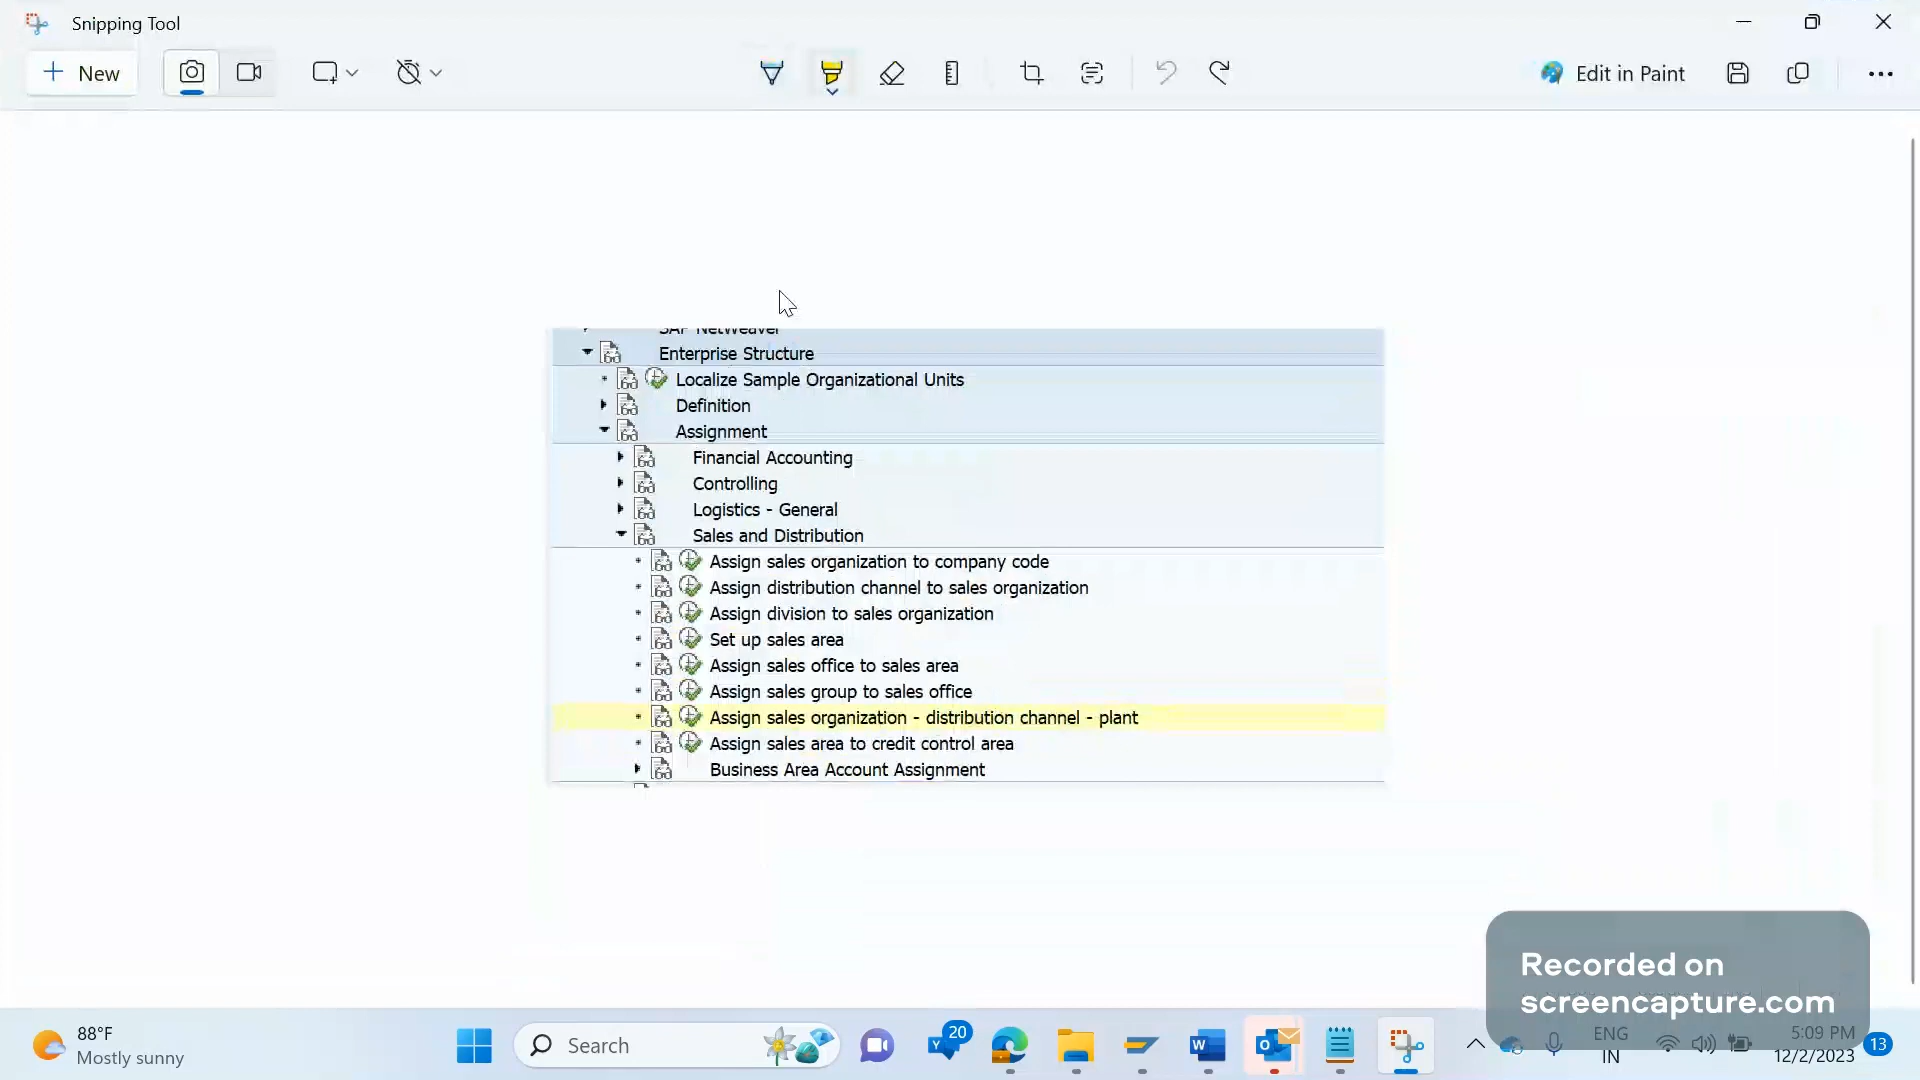 Snipping Tool
New
Edit in Paint
SAP NetWeaver
Enterprise Structure
Localize Sample Organizational Units
Definition
Assignment
Financial Accounting
Controlling
Logistics - General
Sales and Distribution
Assign sales organization to company code
Assign distribution channel to sales organization
Assign division to sales organization
Set up sales area
Assign sales office to sales area
Assign sales group to sales office
Assign sales organization - distribution channel - plant
Assign sales area to credit control area
Business Area Account Assignment
Recorded on
screencapture.com
88°F
Mostly sunny
Search
20
ENG
IN
5:09 PM
12/2/2023
13